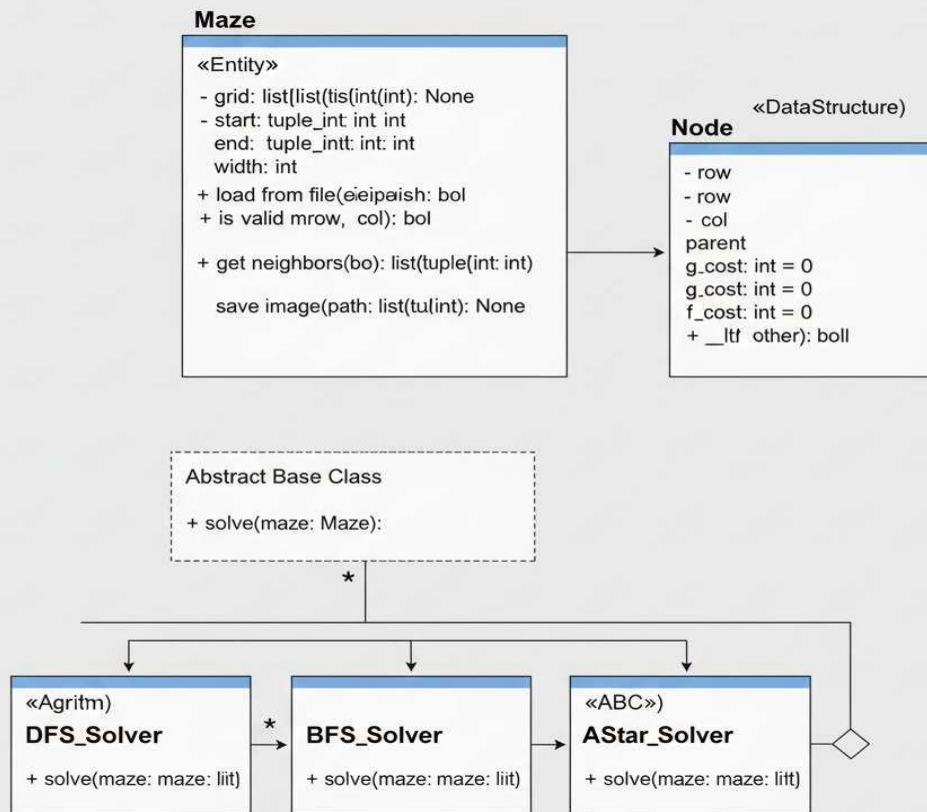 Maze
«Entity»
- grid: list[list(tis(int(int): None
- start: tuple_int: int int
end: tuple_intt: int: int
width: int
+ load from file(eieipaish: bol
+ is valid mrow, col): bol
+ get neighbors(bo): list(tuple(int: int)
save image(path: list(tu(int): None
«DataStructure)
Node
- row
- row
- col
parent
g_cost: int = 0
g_cost: int = 0
f_cost: int = 0
+ __ltf other): boll
Abstract Base Class
+ solve(maze: Maze):
*
«Agritm)
DFS_Solver
+ solve(maze: maze: liit)
*
BFS_Solver
+ solve(maze: maze: liit)
«ABC»)
AStar_Solver
+ solve(maze: maze: litt)